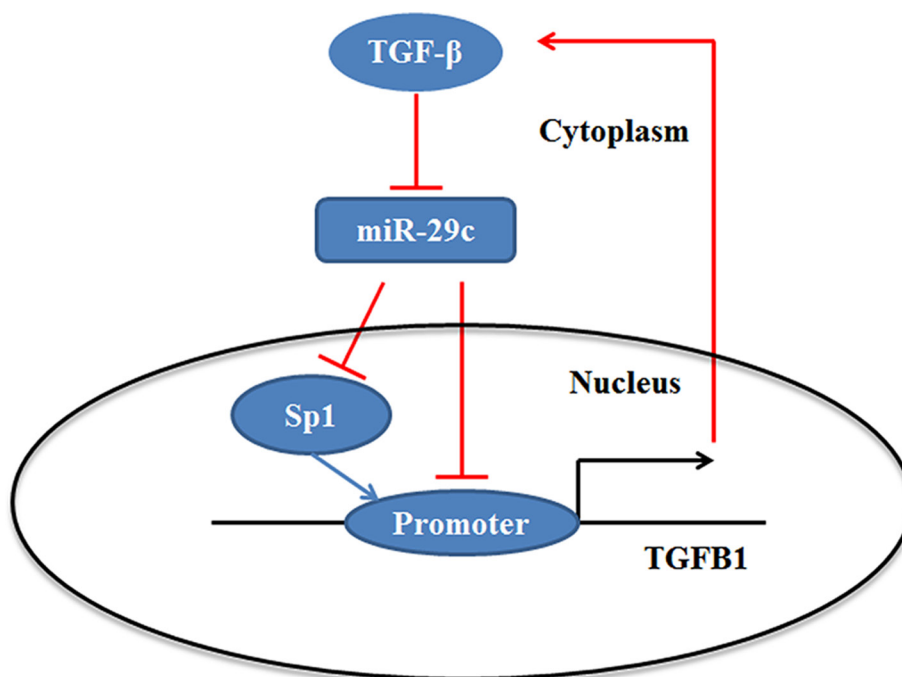 TGF-β
Cytoplasm
miR-29c
Nucleus
Sp1
Promoter
TGFB1